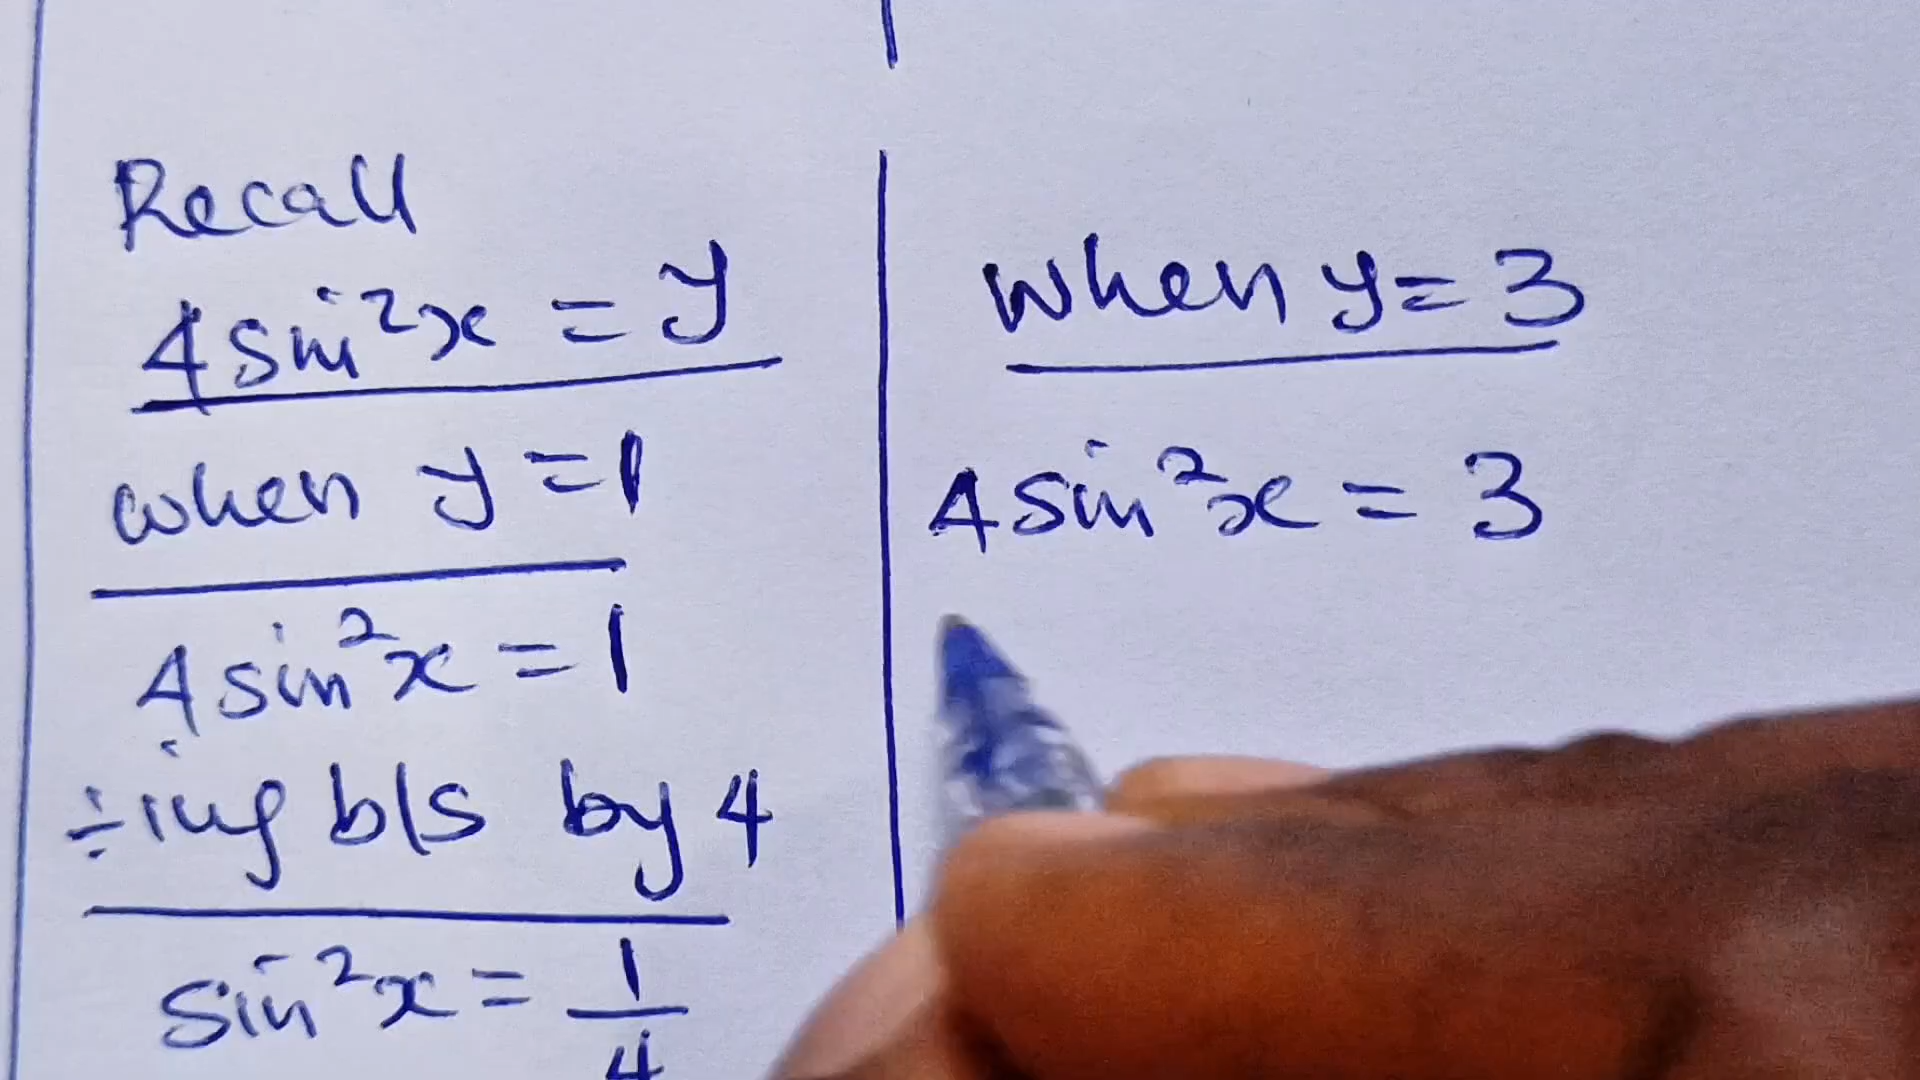 Recall
4sin²x = y
when y = 1
4sin²x = 1
÷ing b/s by 4
sin²x = 1/4
when y = 3
4sin²x = 3